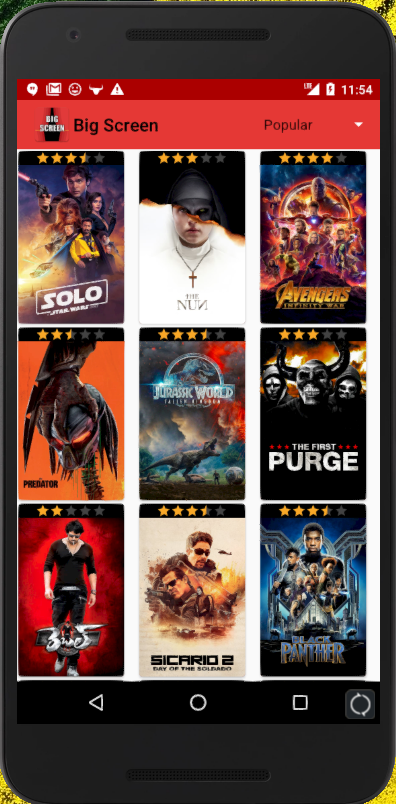 LTE
11:54
BIG
SCREEN
Big Screen
Popular
SOLO
A
STAR WARS
STORY
THE
NUN
AVENGERS
INFINITY WAR
PREDATOR
JURASSIC WORLD
FALLEN KINGDOM
THE FIRST
PURGE
SICARIO 2
DAY OF THE SOLDADO
BLACK
PANTHER